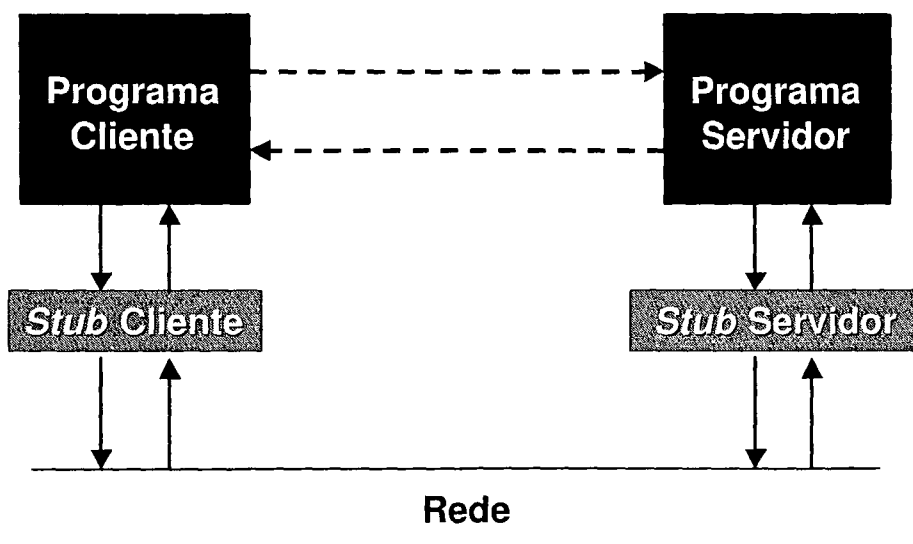 Programa
Cliente
Programa
Servidor
Stub Cliente
Stub Servidor
Rede